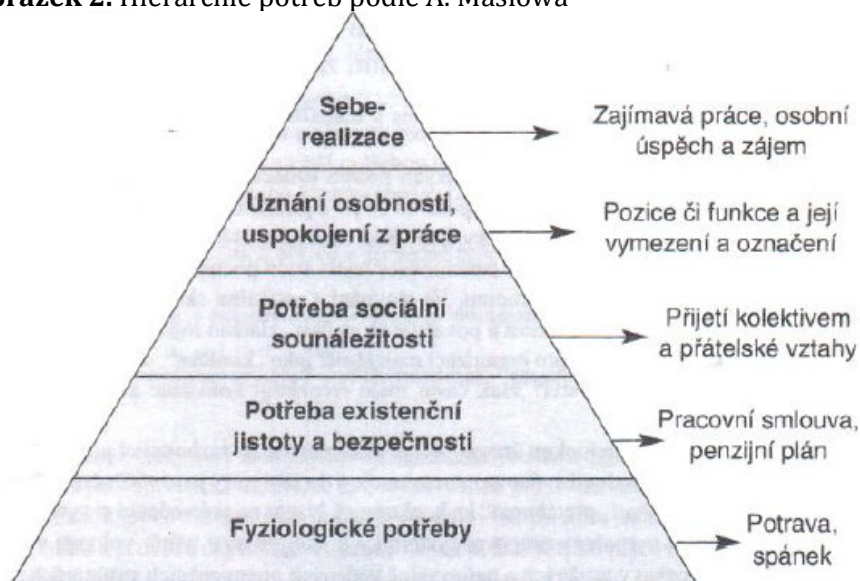 Obrázek 2: Hierarchie potřeb podle A. Maslowa
Sebe-
realizace
Zajímavá práce, osobní
úspěch a zájem
Uznání osobnosti,
uspokojení z práce
Pozice či funkce a její
vymezení a označení
Potřeba sociální
sounáležitosti
Přijetí kolektivem
a přátelské vztahy
Potřeba existenční
jistoty a bezpečnosti
Pracovní smlouva,
penzijní plán
Fyziologické potřeby
Potrava,
spánek